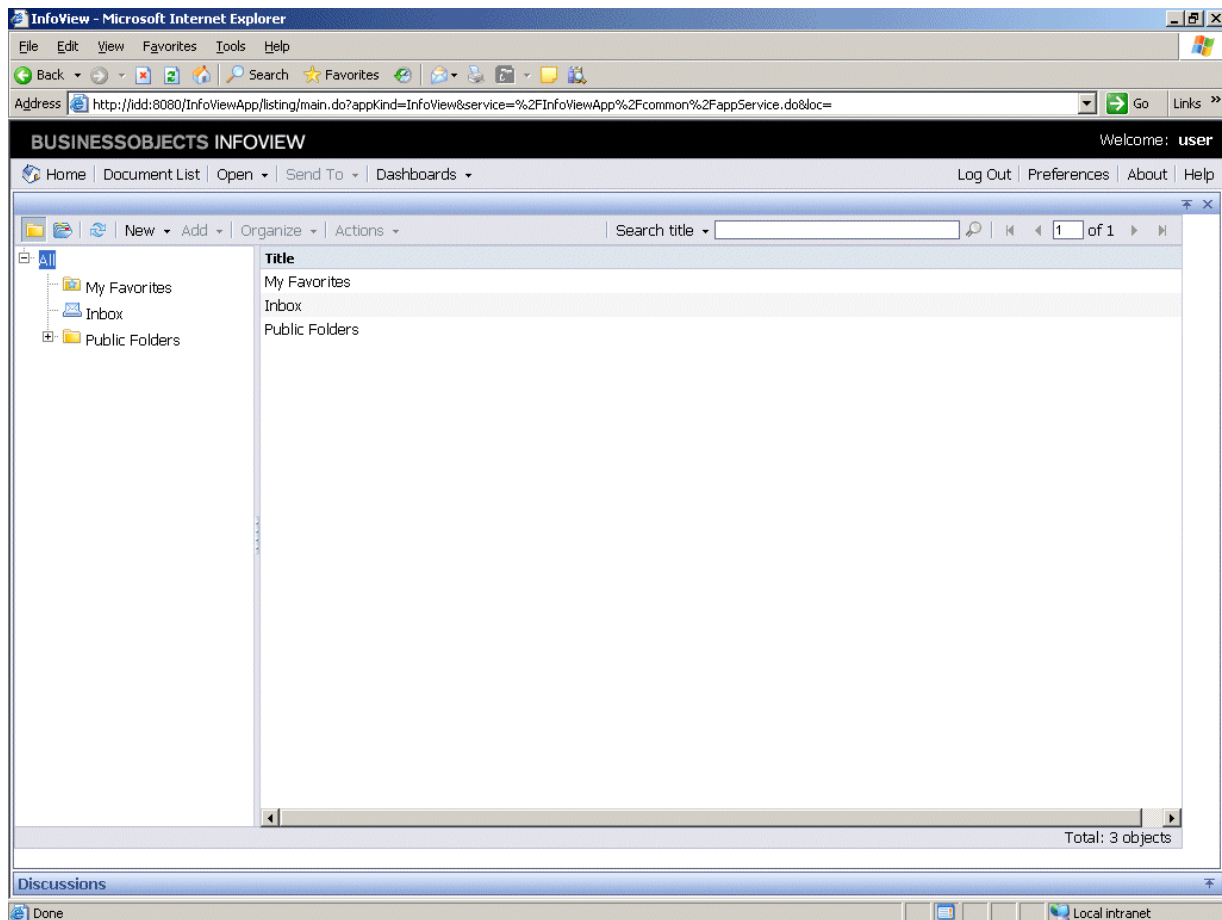 InfoView - Microsoft Internet Explorer
File Edit View Favorites Tools Help
Back Search Favorites
Address http://idd:8080/InfoViewApp/listing/main.do?appKind=InfoView&service=%2FInfoViewApp%2Fcommon%2FappService.do&loc= Go Links »
BUSINESSOBJECTS INFOVIEW Welcome: user
Home Document List Open Send To Dashboards Log Out Preferences About Help
New Add Organize Actions Search title 1 of 1
All Title
My Favorites My Favorites
Inbox Inbox
Public Folders Public Folders
Total: 3 objects
Discussions
Done Local intranet